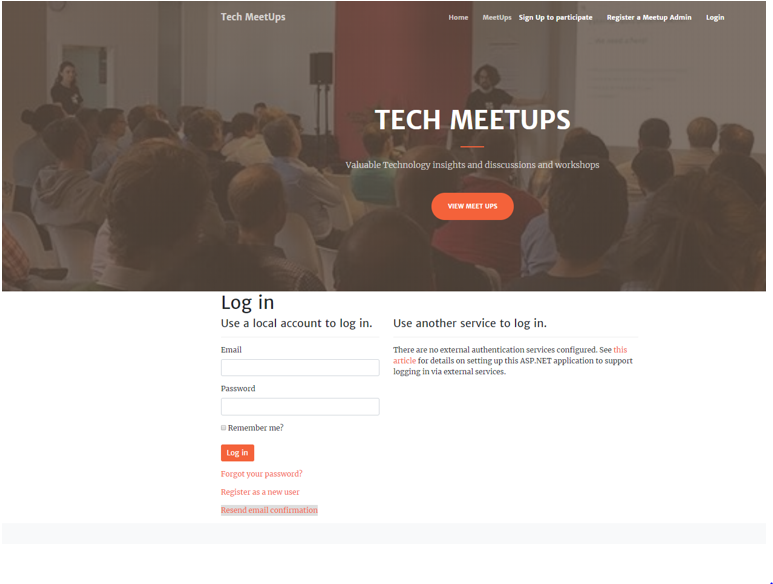 Tech MeetUps
Home MeetUps Sign Up to participate Register a Meetup Admin Login
TECH MEETUPS
Valuable Technology insights and disscussions and workshops
VIEW MEET UPS
Log in
Use a local account to log in.
Email
Password
Remember me?
Log in
Forgot your password?
Register as a new user
Resend email confirmation
Use another service to log in.
There are no external authentication services configured. See this
article for details on setting up this ASP.NET application to support
logging in via external services.